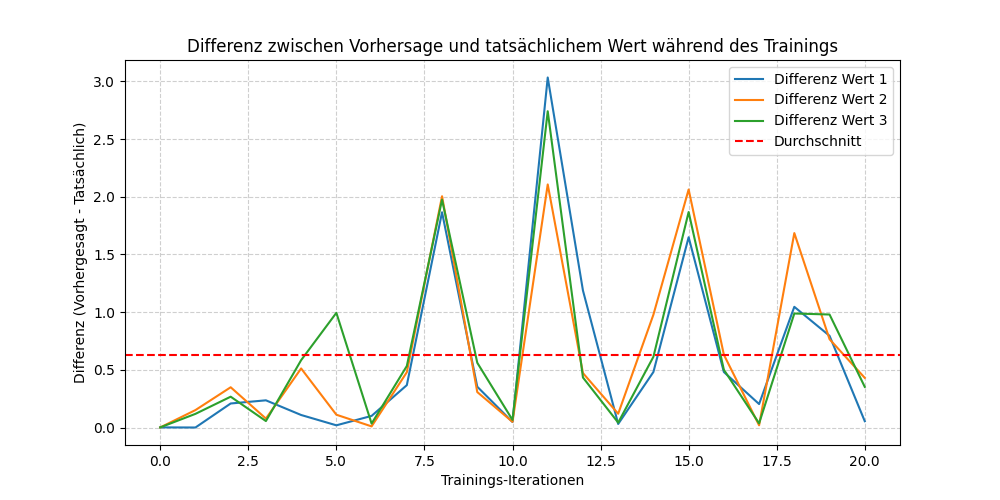 Differenz zwischen Vorhersage und tatsächlichem Wert während des Trainings
Differenz (Vorhergesagt - Tatsächlich)
3.0
2.5
2.0
1.5
1.0
0.5
0.0
Differenz Wert 1
Differenz Wert 2
Differenz Wert 3
Durchschnitt
0.0 2.5 5.0 7.5 10.0 12.5 15.0 17.5 20.0
Trainings-Iterationen